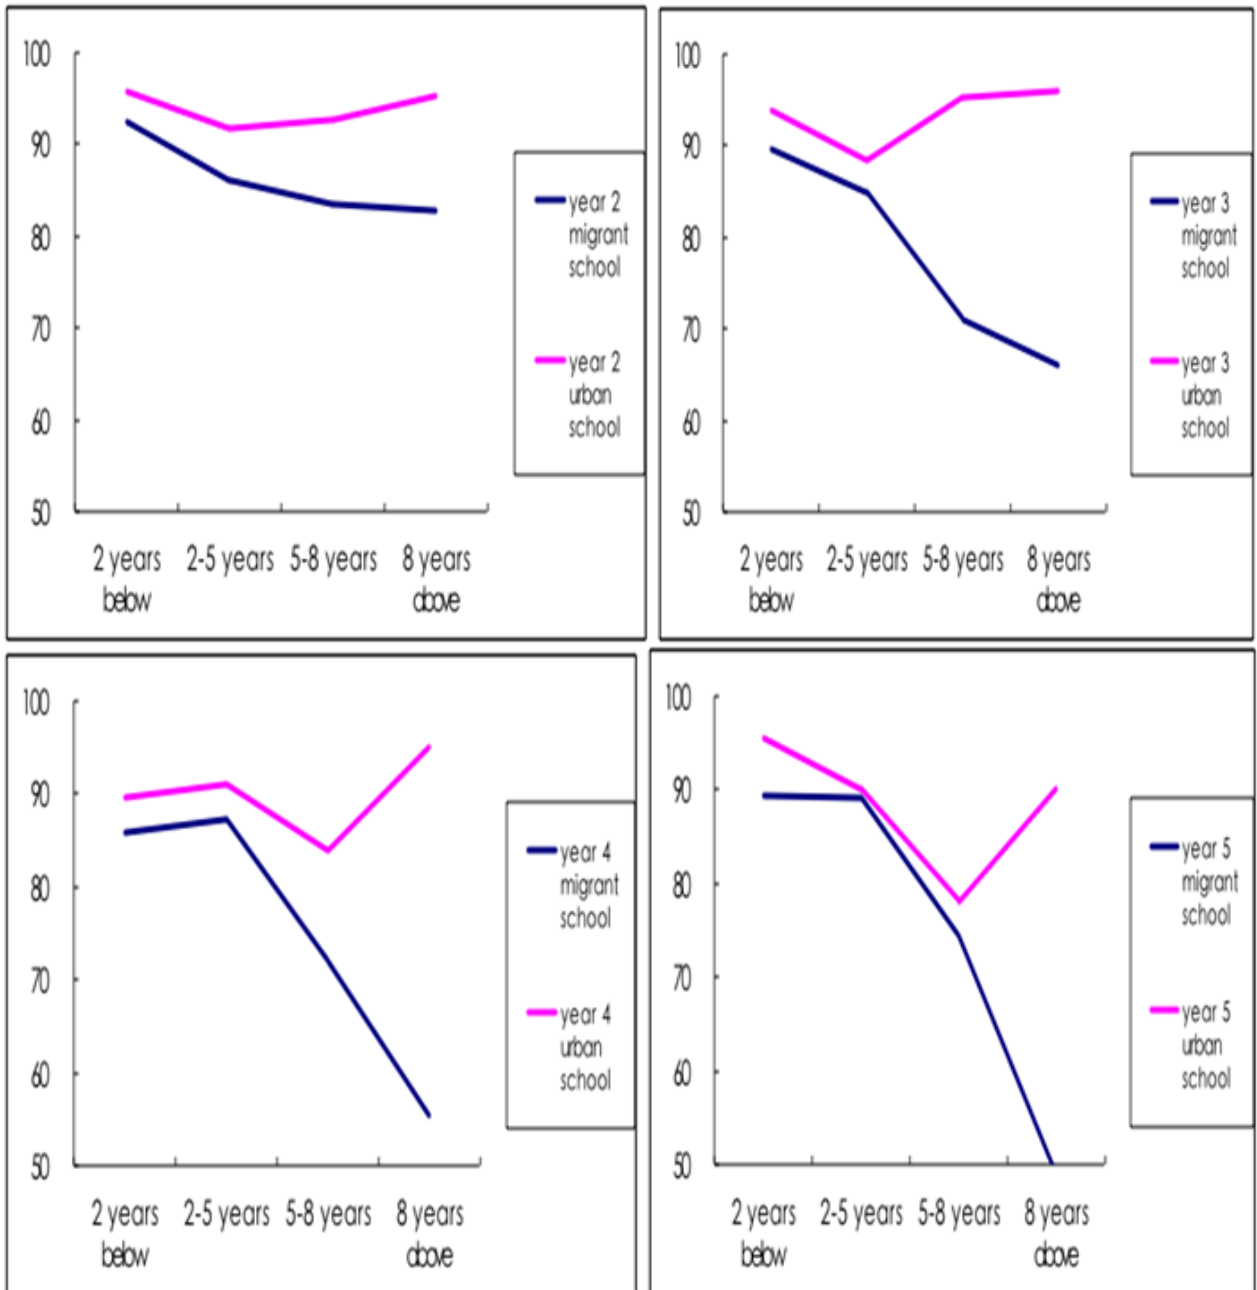 100
90
80
70
60
50
2 years
below
2-5 years
5-8 years
8 years
above
year 2
migrant
school
year 2
urban
school
100
90
80
70
60
50
2 years
below
2-5 years
5-8 years
8 years
above
year 3
migrant
school
year 3
urban
school
100
90
80
70
60
50
2 years
below
2-5 years
5-8 years
8 years
above
year 4
migrant
school
year 4
urban
school
100
90
80
70
60
50
2 years
below
2-5 years
5-8 years
8 years
above
year 5
migrant
school
year 5
urban
school